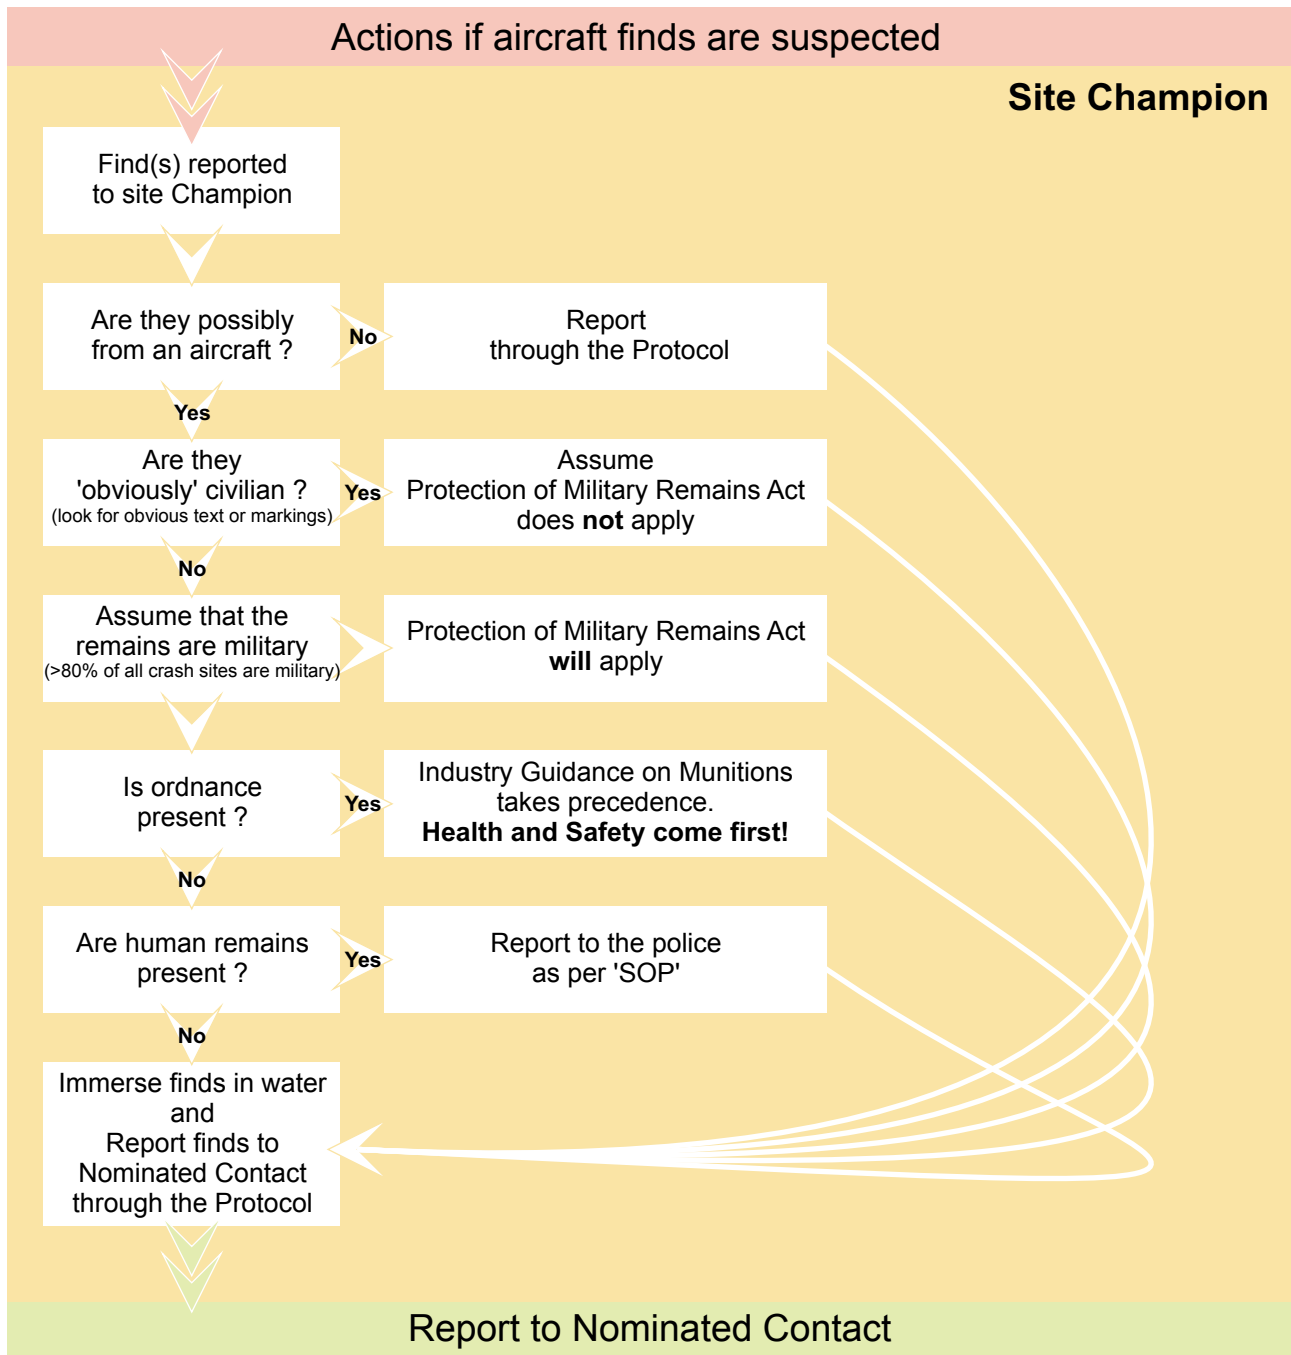 Actions if aircraft finds are suspected
Site Champion
Find(s) reported
to site Champion
Are they possibly
from an aircraft ?
No
Report
through the Protocol
Yes
Are they
'obviously' civilian ?
(look for obvious text or markings)
Yes
Assume
Protection of Military Remains Act
does not apply
No
Assume that the
remains are military
(>80% of all crash sites are military)
Protection of Military Remains Act
will apply
Is ordnance
present ?
Yes
Industry Guidance on Munitions
takes precedence.
Health and Safety come first!
No
Are human remains
present ?
Yes
Report to the police
as per 'SOP'
No
Immerse finds in water
and
Report finds to
Nominated Contact
through the Protocol
Report to Nominated Contact